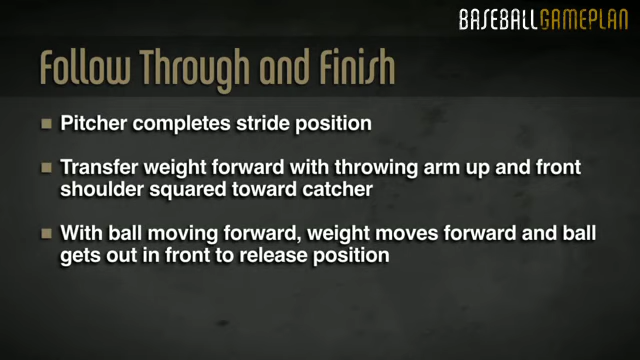 BASEBALLGAMEPLAN
Follow Through and Finish
Pitcher completes stride position
Transfer weight forward with throwing arm up and front
shoulder squared toward catcher
With ball moving forward, weight moves forward and ball
gets out in front to release position